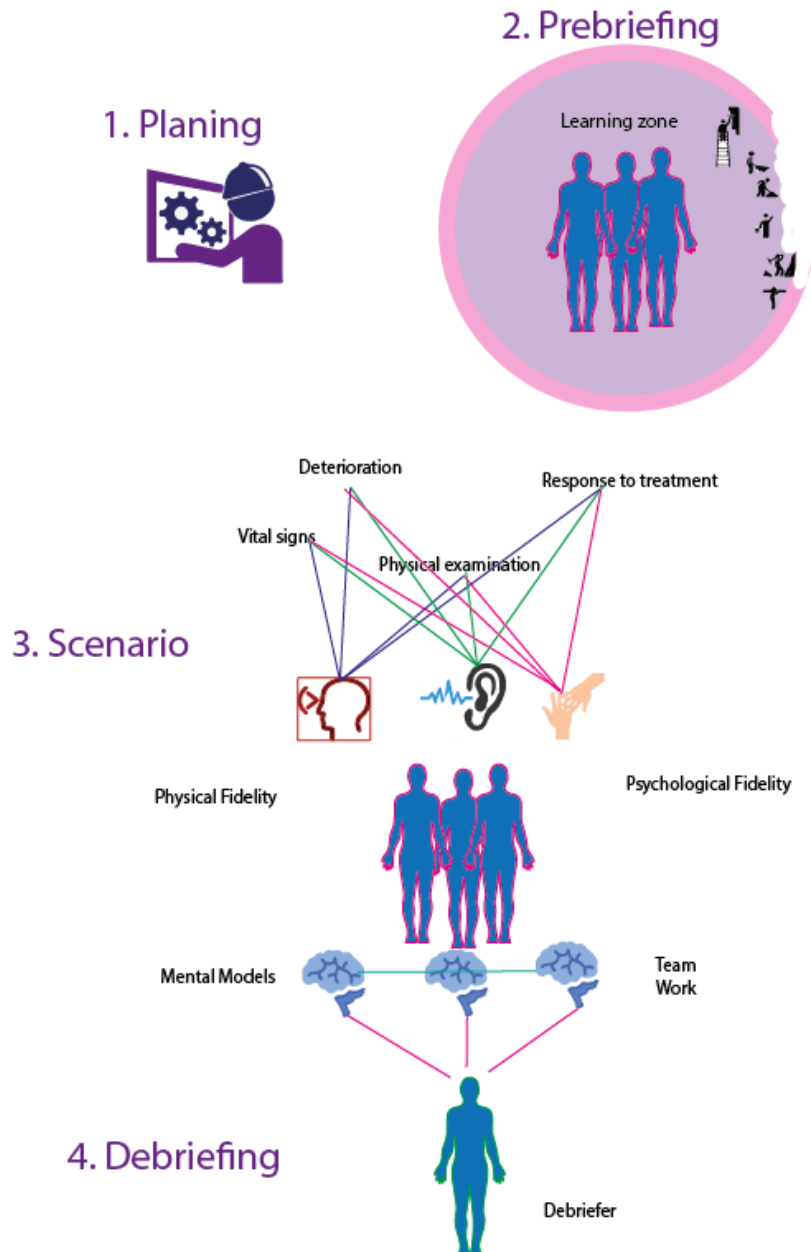 2. Prebriefing
1. Planing
Learning zone
Deterioration
Response to treatment
Vital signs
Physical examination
3. Scenario
Physical Fidelity
Psychological Fidelity
Mental Models
Team
Work
4. Debriefing
Debriefer